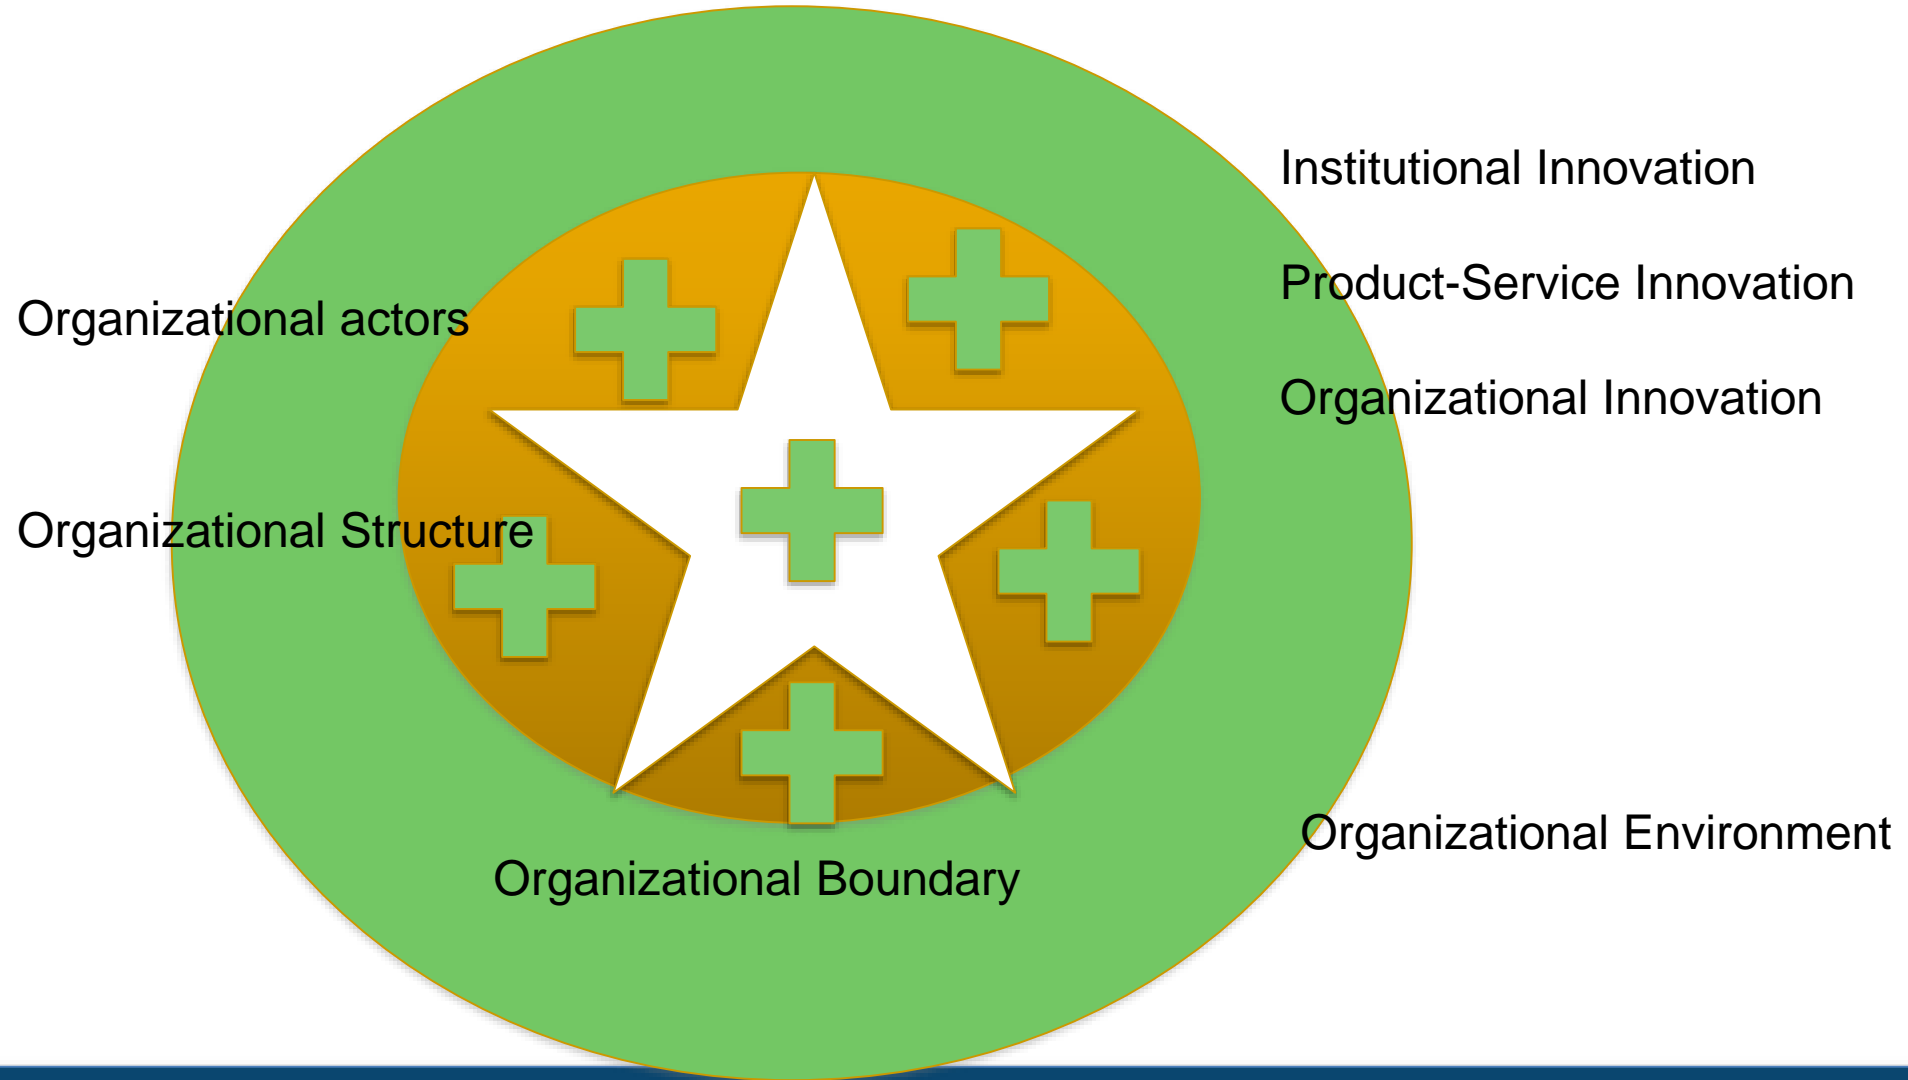 Institutional Innovation
Product-Service Innovation
Organizational actors
Organizational Innovation
Organizational Structure
Organizational Environment
Organizational Boundary